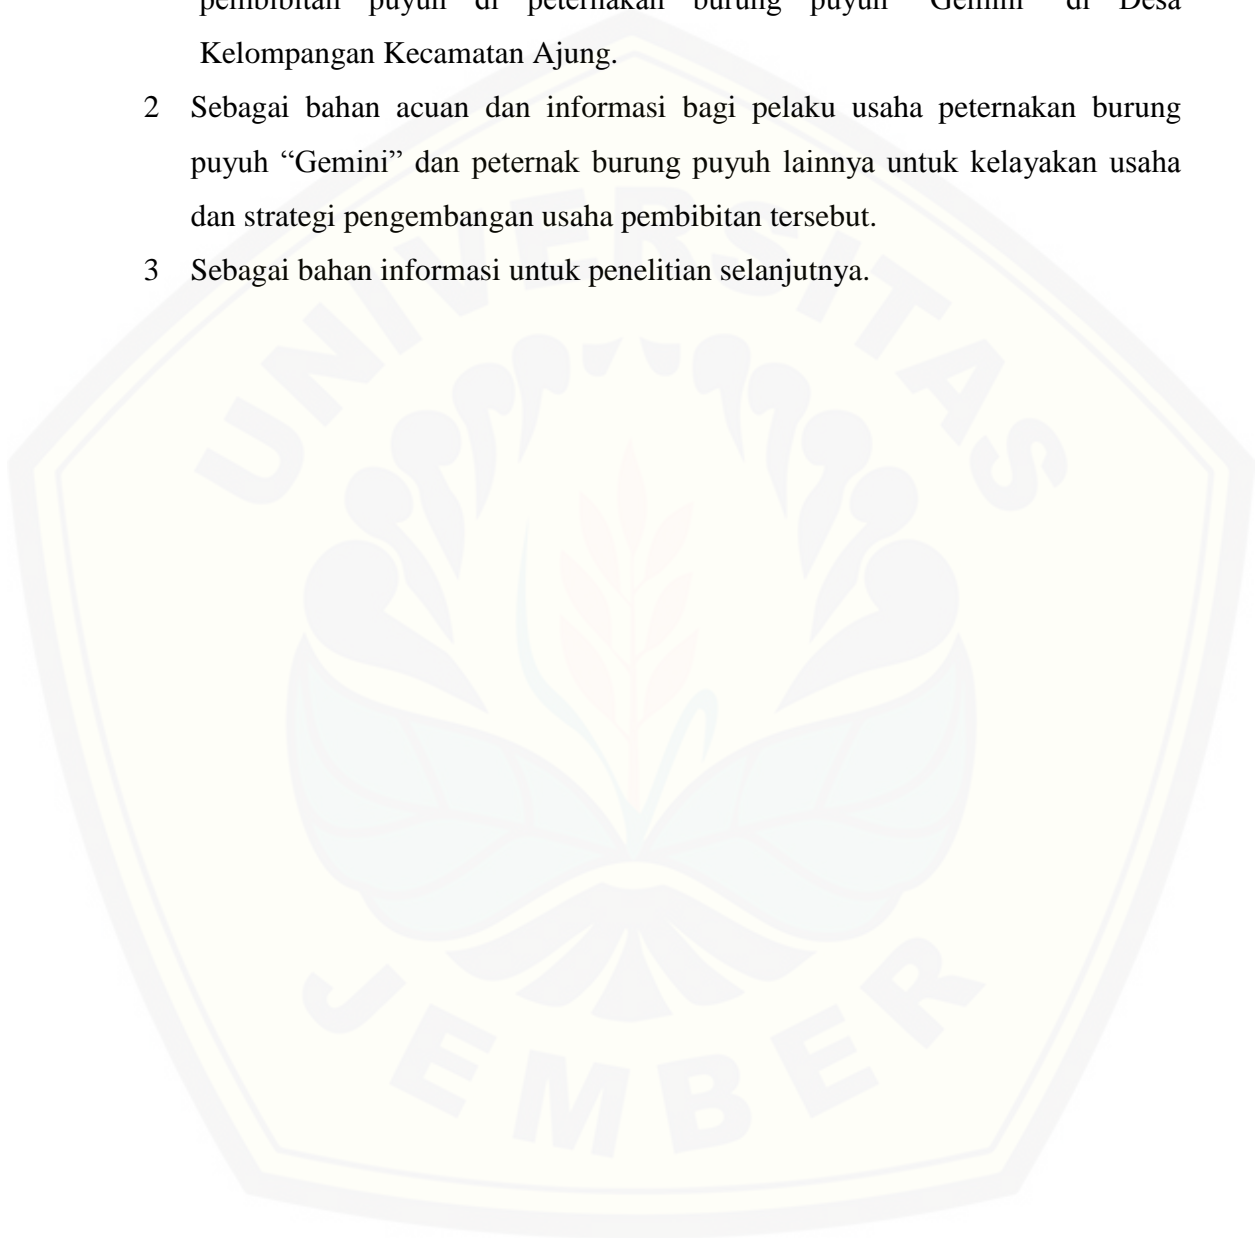 pembibitan puyuh di peternakan burung puyuh “Gemini” di Desa
Kelompangan Kecamatan Ajung.
2 Sebagai bahan acuan dan informasi bagi pelaku usaha peternakan burung
puyuh “Gemini” dan peternak burung puyuh lainnya untuk kelayakan usaha
dan strategi pengembangan usaha pembibitan tersebut.
3 Sebagai bahan informasi untuk penelitian selanjutnya.
UNIVERSITAS
JEMBER